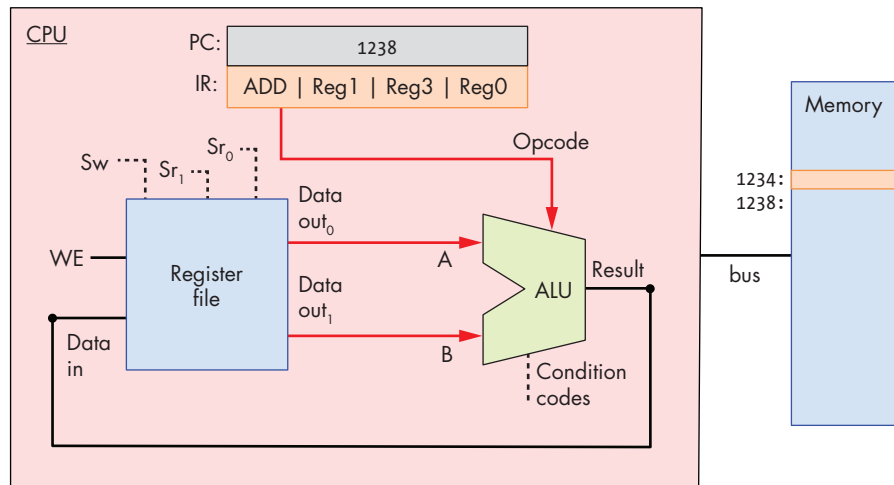 CPU
PC: 1238
IR: ADD | Reg1 | Reg3 | Reg0
Opcode
Sw
Sr1
Sr0
WE
Register
file
Data
in
Data
out0
Data
out1
A
B
ALU
Result
Condition
codes
bus
Memory
1234:
1238: